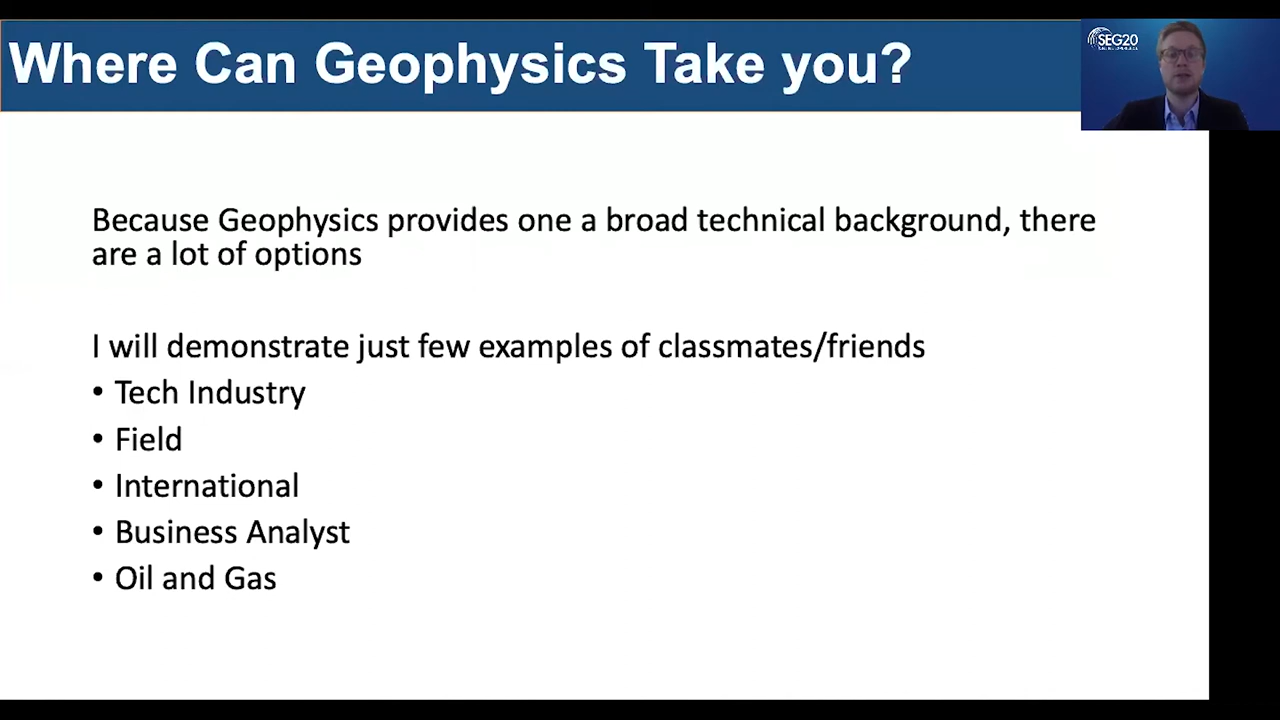 Where Can Geophysics Take you?
SEG20
Because Geophysics provides one a broad technical background, there
are a lot of options
I will demonstrate just few examples of classmates/friends
• Tech Industry
• Field
• International
• Business Analyst
• Oil and Gas